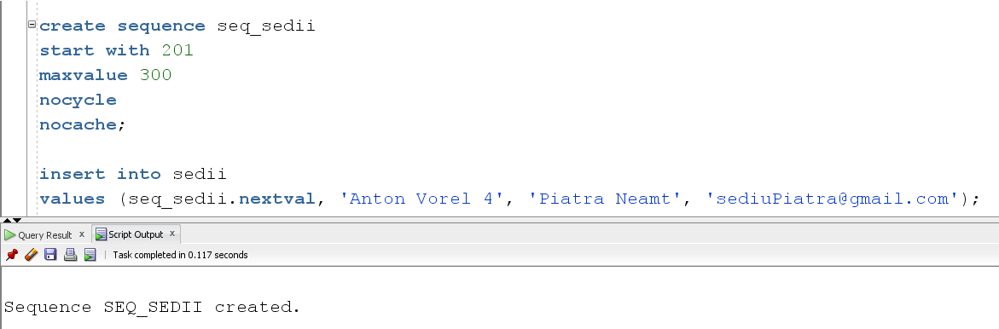 create sequence seq_sedii
start with 201
maxvalue 300
nocycle
nocache;
insert into sedii
values (seq_sedii.nextval, 'Anton Vorel 4', 'Piatra Neamt', 'sediuPiatra@gmail.com');
Query Result x Script Output x
Task completed in 0.117 seconds
Sequence SEQ_SEDII created.